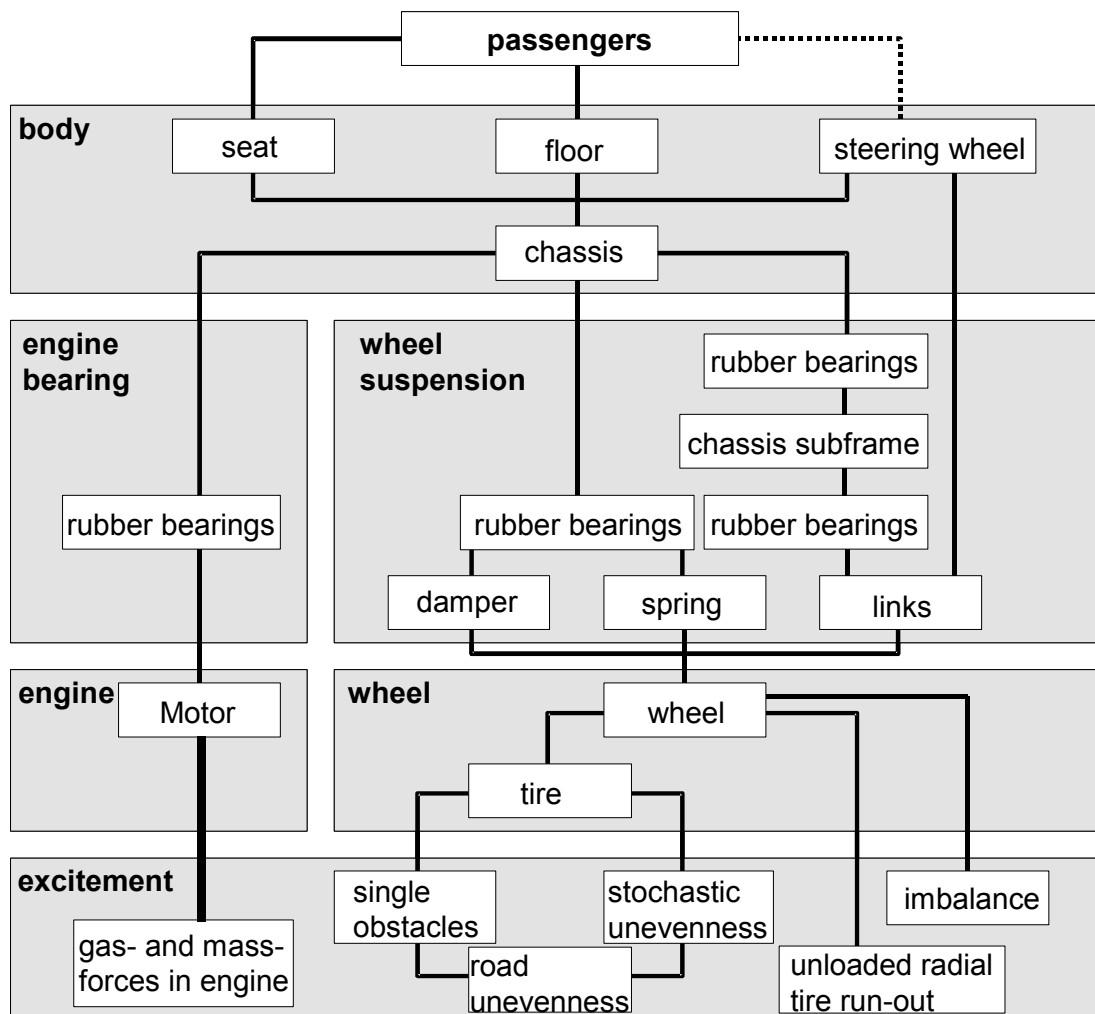 passengers
body
seat
floor
steering wheel
chassis
engine
bearing
wheel
suspension
rubber bearings
chassis subframe
rubber bearings
rubber bearings
rubber bearings
damper
spring
links
engine
Motor
wheel
wheel
tire
excitement
single
obstacles
stochastic
unevenness
imbalance
gas- and mass-
forces in engine
road
unevenness
unloaded radial
tire run-out